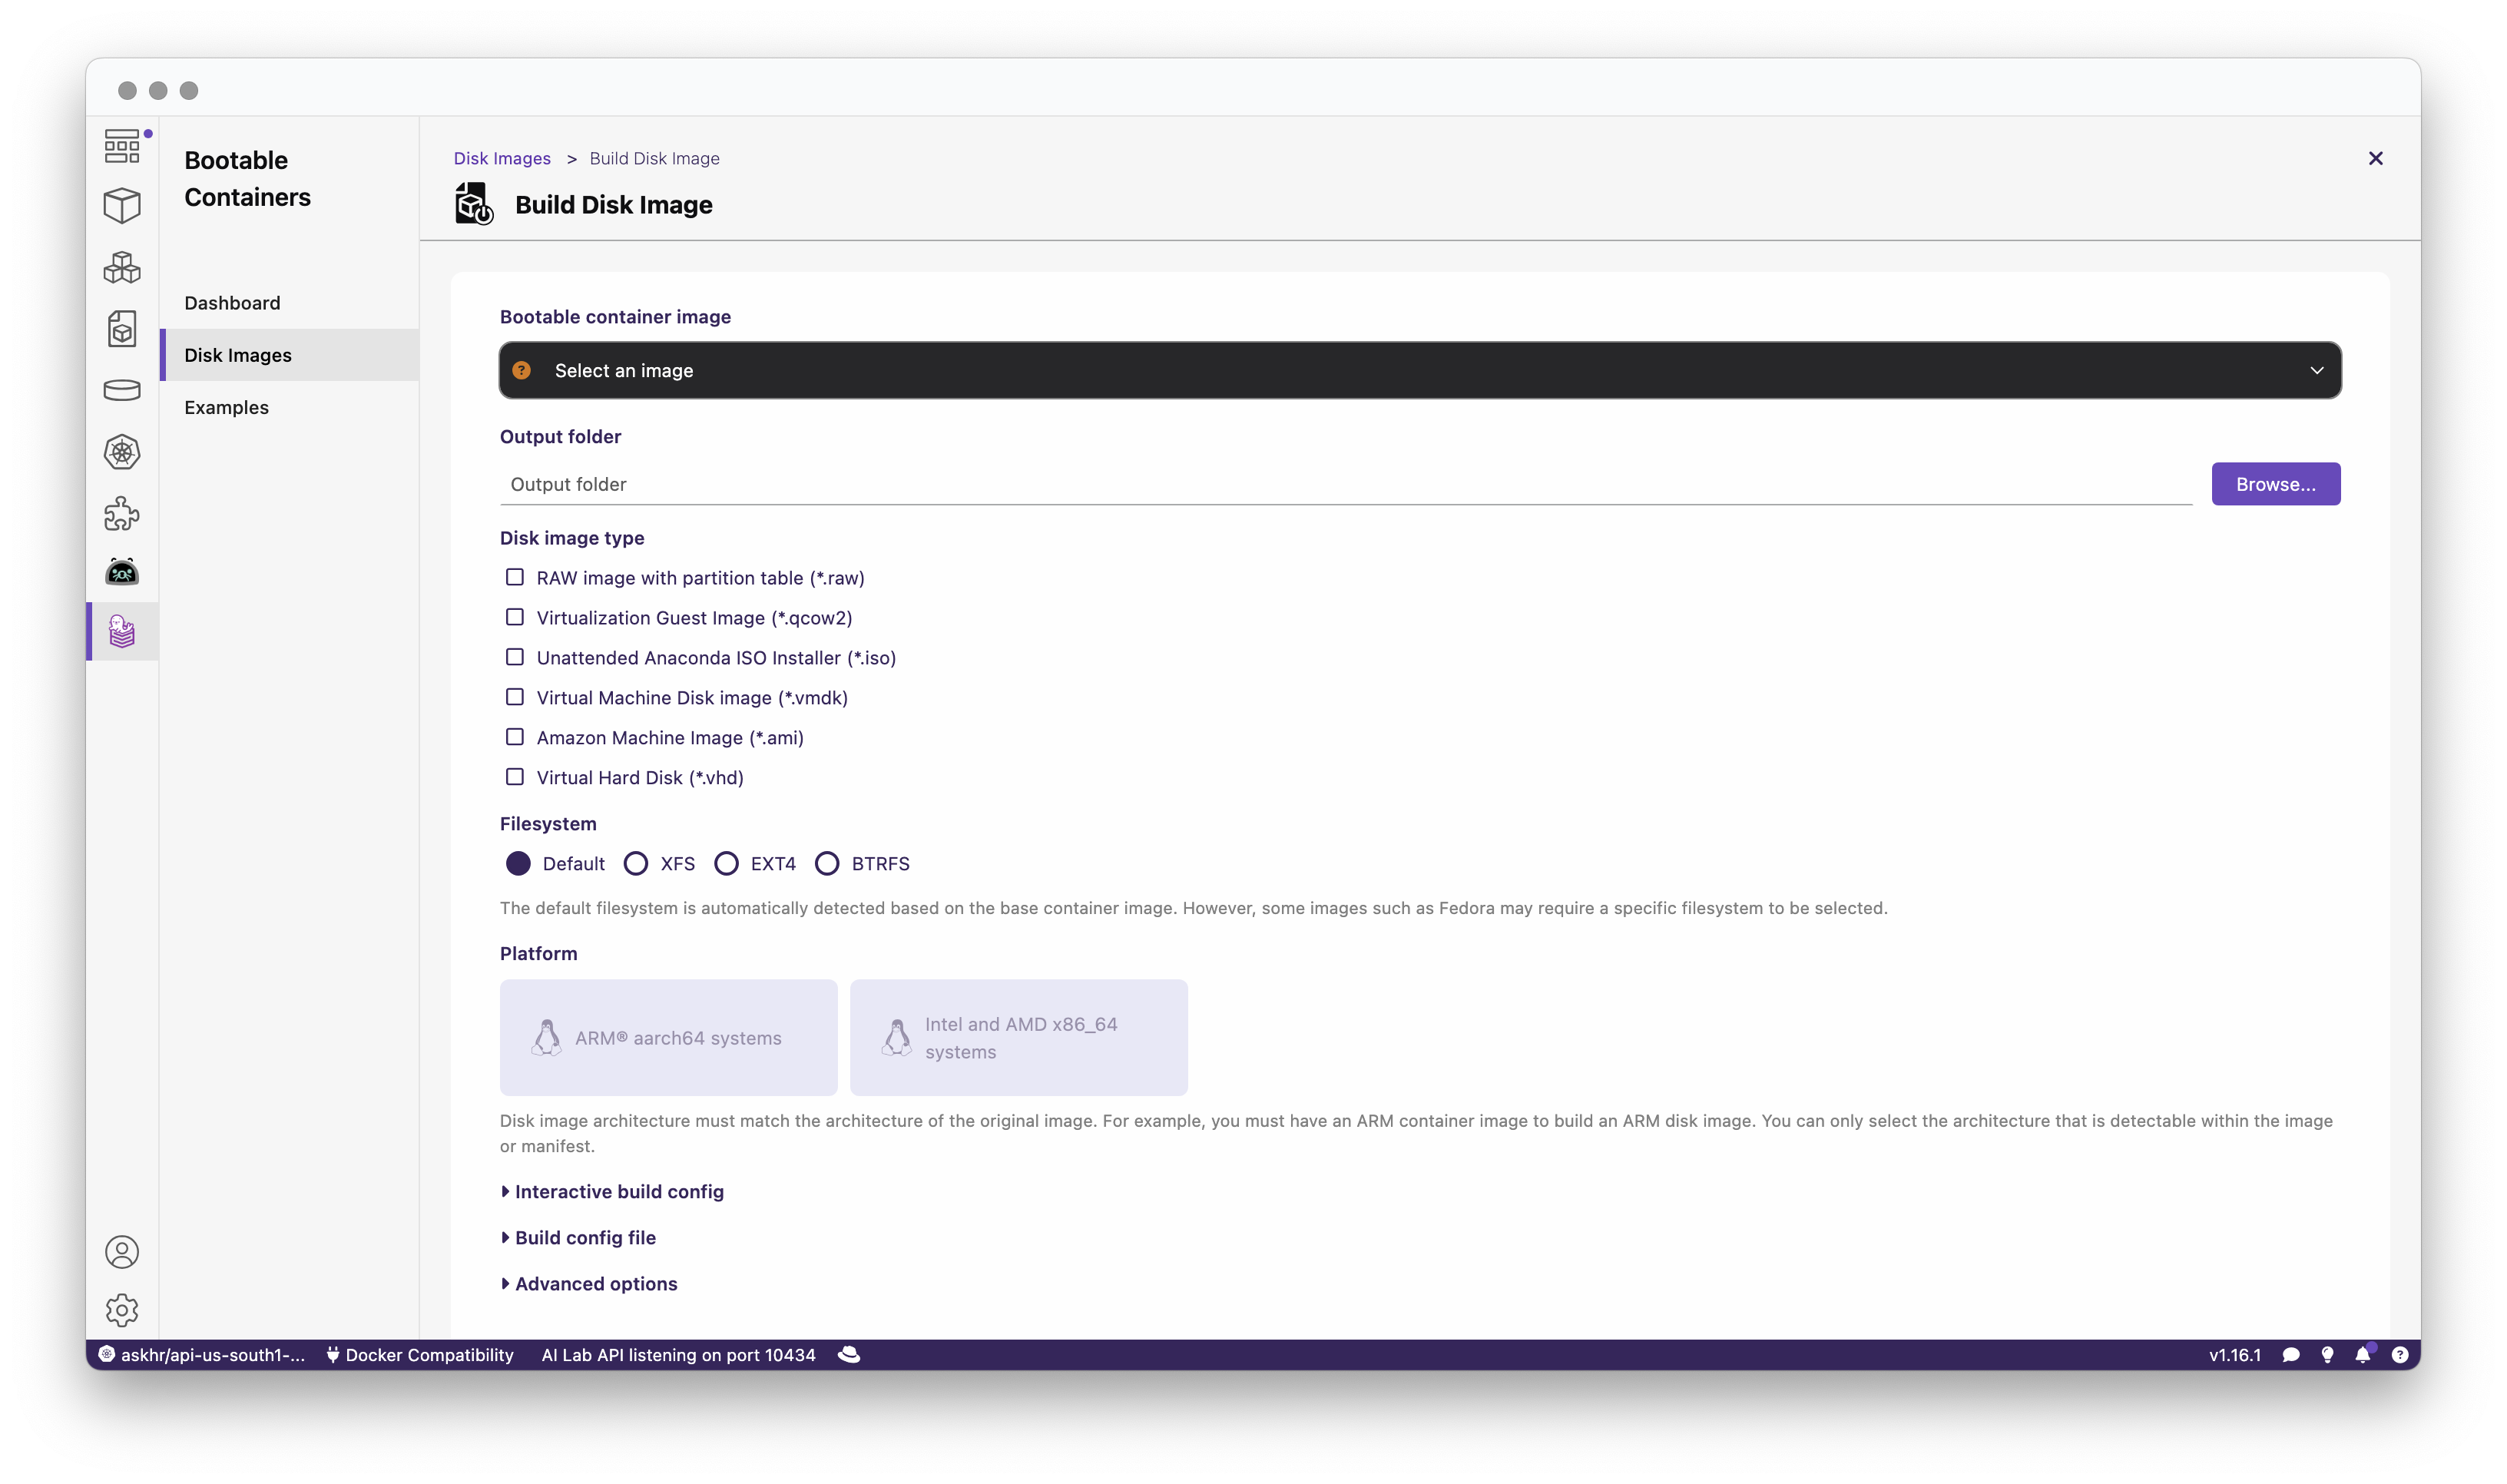 Bootable
Containers
Dashboard
Disk Images
Examples
Disk Images > Build Disk Image
Build Disk Image
Bootable container image
Select an image
Output folder
Output folder
Browse...
Disk image type
RAW image with partition table (*.raw)
Virtualization Guest Image (*.qcow2)
Unattended Anaconda ISO Installer (*.iso)
Virtual Machine Disk image (*.vmdk)
Amazon Machine Image (*.ami)
Virtual Hard Disk (*.vhd)
Filesystem
Default XFS EXT4 BTRFS
The default filesystem is automatically detected based on the base container image. However, some images such as Fedora may require a specific filesystem to be selected.
Platform
ARM® aarch64 systems
Intel and AMD x86_64
systems
Disk image architecture must match the architecture of the original image. For example, you must have an ARM container image to build an ARM disk image. You can only select the architecture that is detectable within the image
or manifest.
Interactive build config
Build config file
Advanced options
askhr/api-us-south1-... Docker Compatibility AI Lab API listening on port 10434 v1.16.1